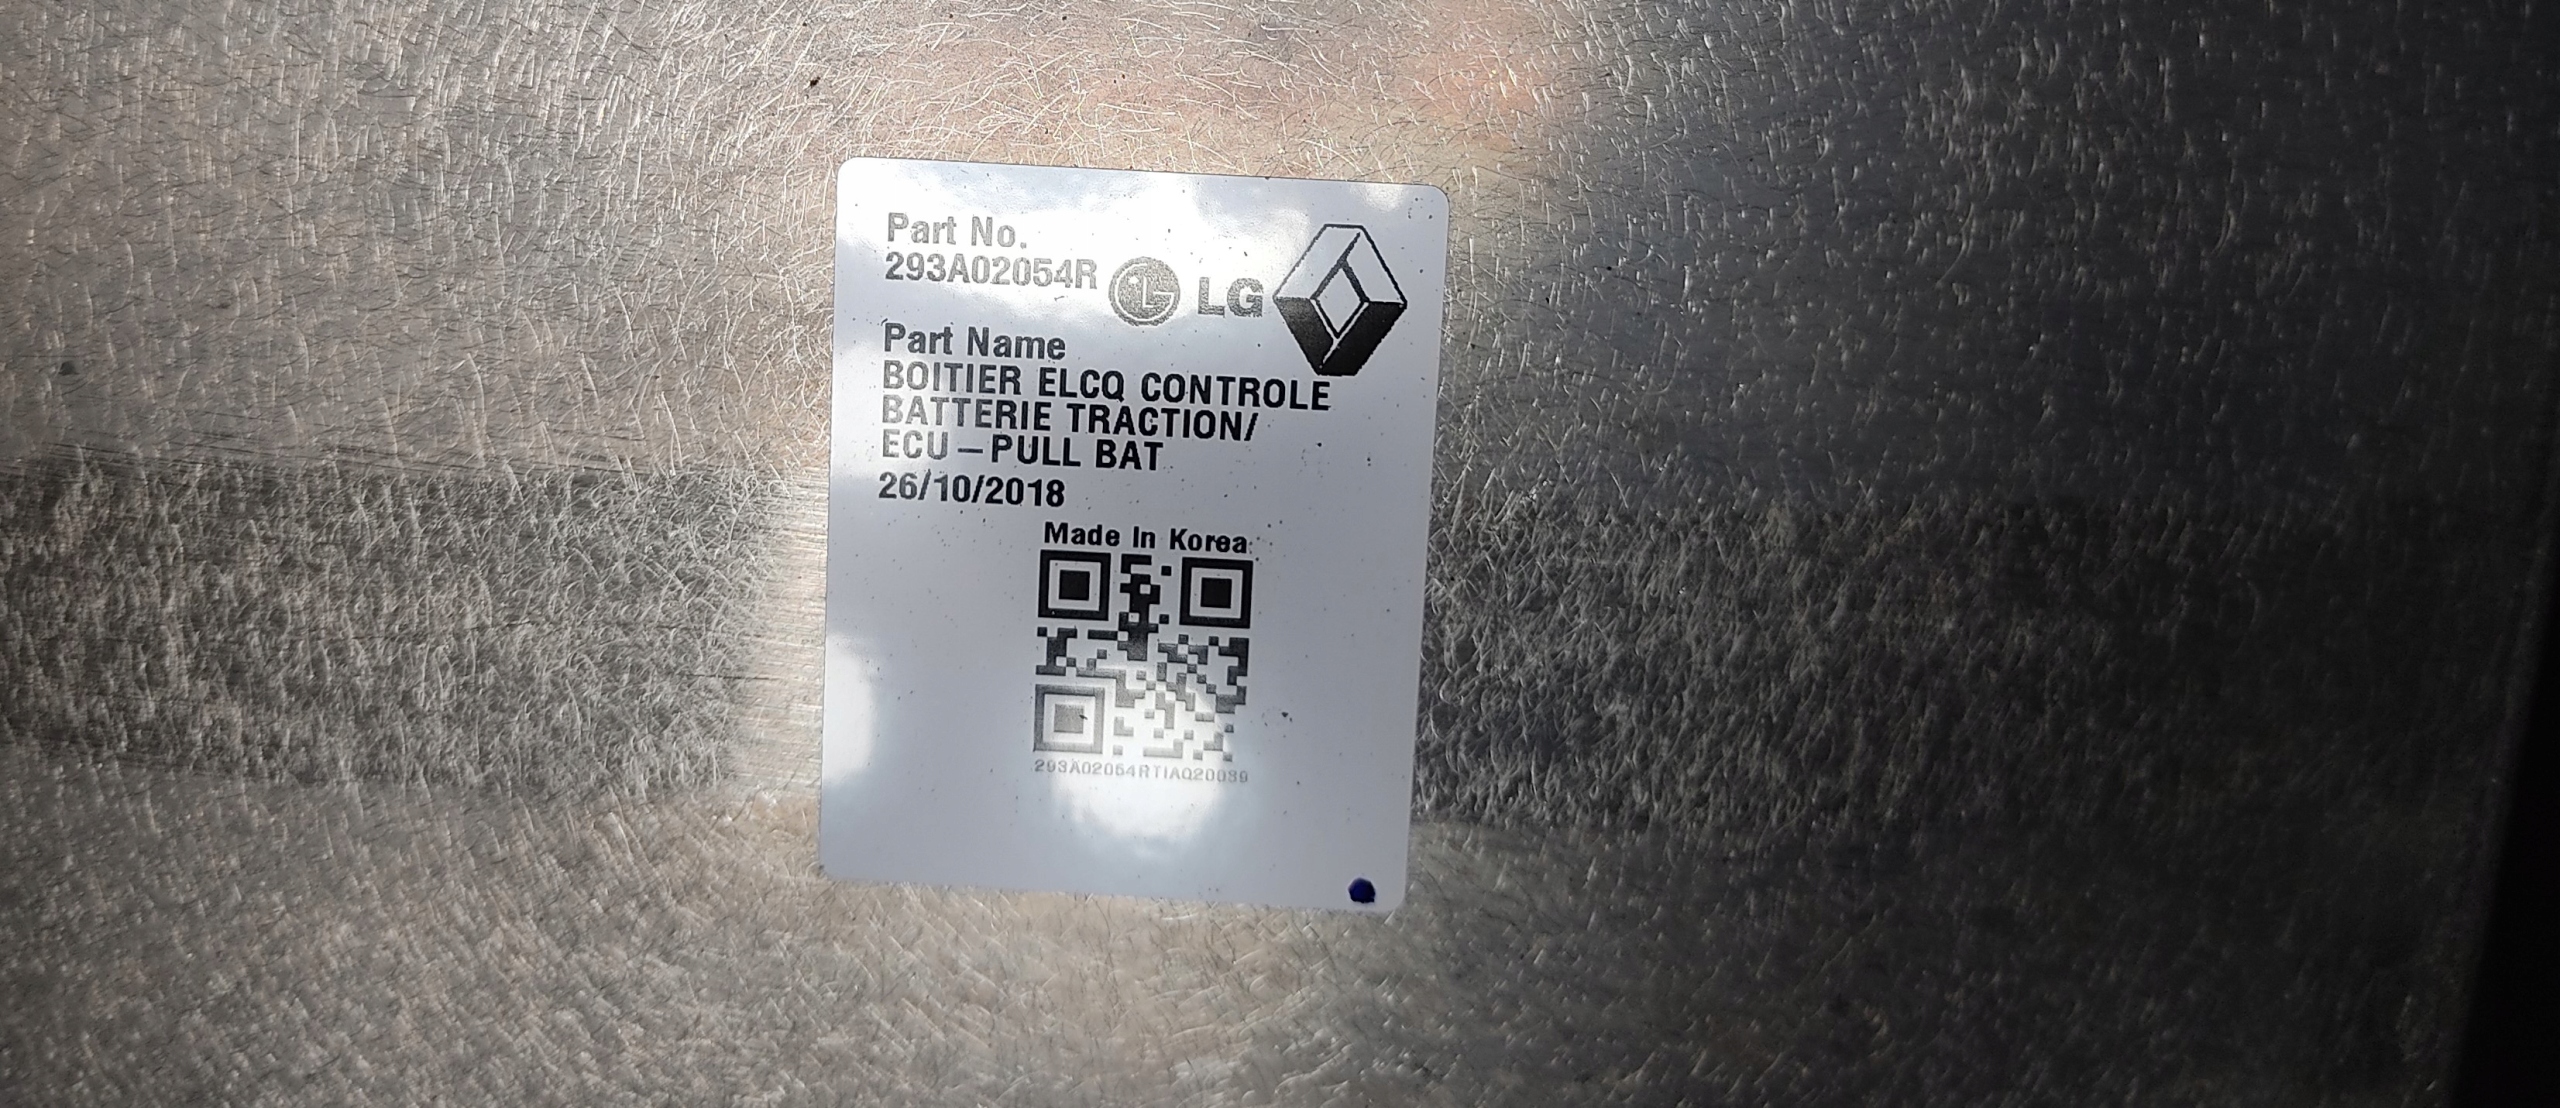 Part No.
293A02054R
LG
Part Name
BOITIER ELCQ CONTROLE
BATTERIE TRACTION/
ECU-PULL BAT
26/10/2018
Made In Korea
293A02054RTIAQ20039